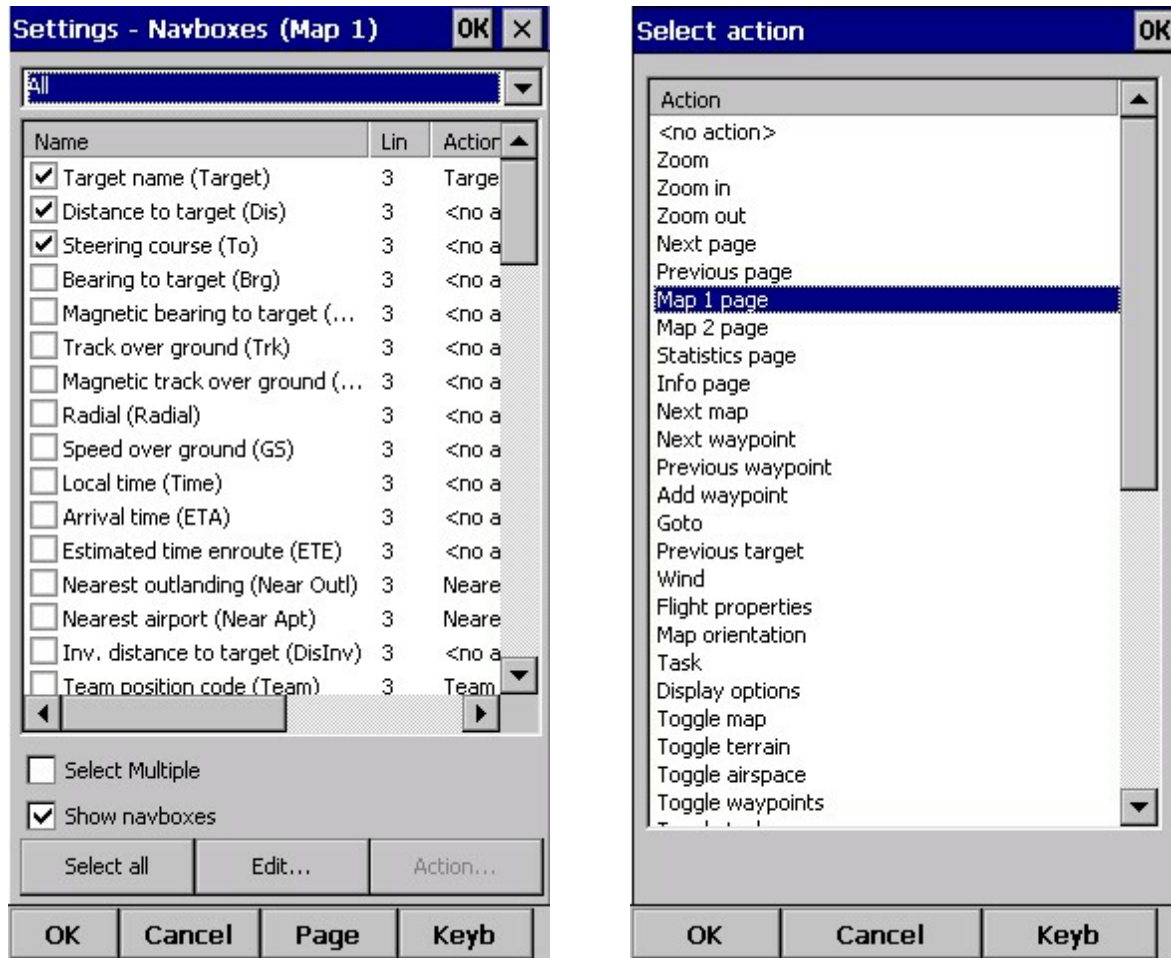 Settings - Navboxes (Map 1) OK
All
Name Lin Action
Target name (Target) 3 Targe
Distance to target (Dis) 3 <no a
Steering course (To) 3 <no a
Bearing to target (Brg) 3 <no a
Magnetic bearing to target (... 3 <no a
Track over ground (Trk) 3 <no a
Magnetic track over ground (... 3 <no a
Radial (Radial) 3 <no a
Speed over ground (GS) 3 <no a
Local time (Time) 3 <no a
Arrival time (ETA) 3 <no a
Estimated time enroute (ETE) 3 <no a
Nearest outlanding (Near Outl) 3 Neare
Nearest airport (Near Apt) 3 Neare
Inv. distance to target (DisInv) 3 <no a
Team position code (Team) 3 Team
Select Multiple
Show navboxes
Select all Edit... Action...
OK Cancel Page Keyb
Select action OK
Action
<no action>
Zoom
Zoom in
Zoom out
Next page
Previous page
Map 1 page
Map 2 page
Statistics page
Info page
Next map
Next waypoint
Previous waypoint
Add waypoint
Goto
Previous target
Wind
Flight properties
Map orientation
Task
Display options
Toggle map
Toggle terrain
Toggle airspace
Toggle waypoints
OK Cancel Keyb